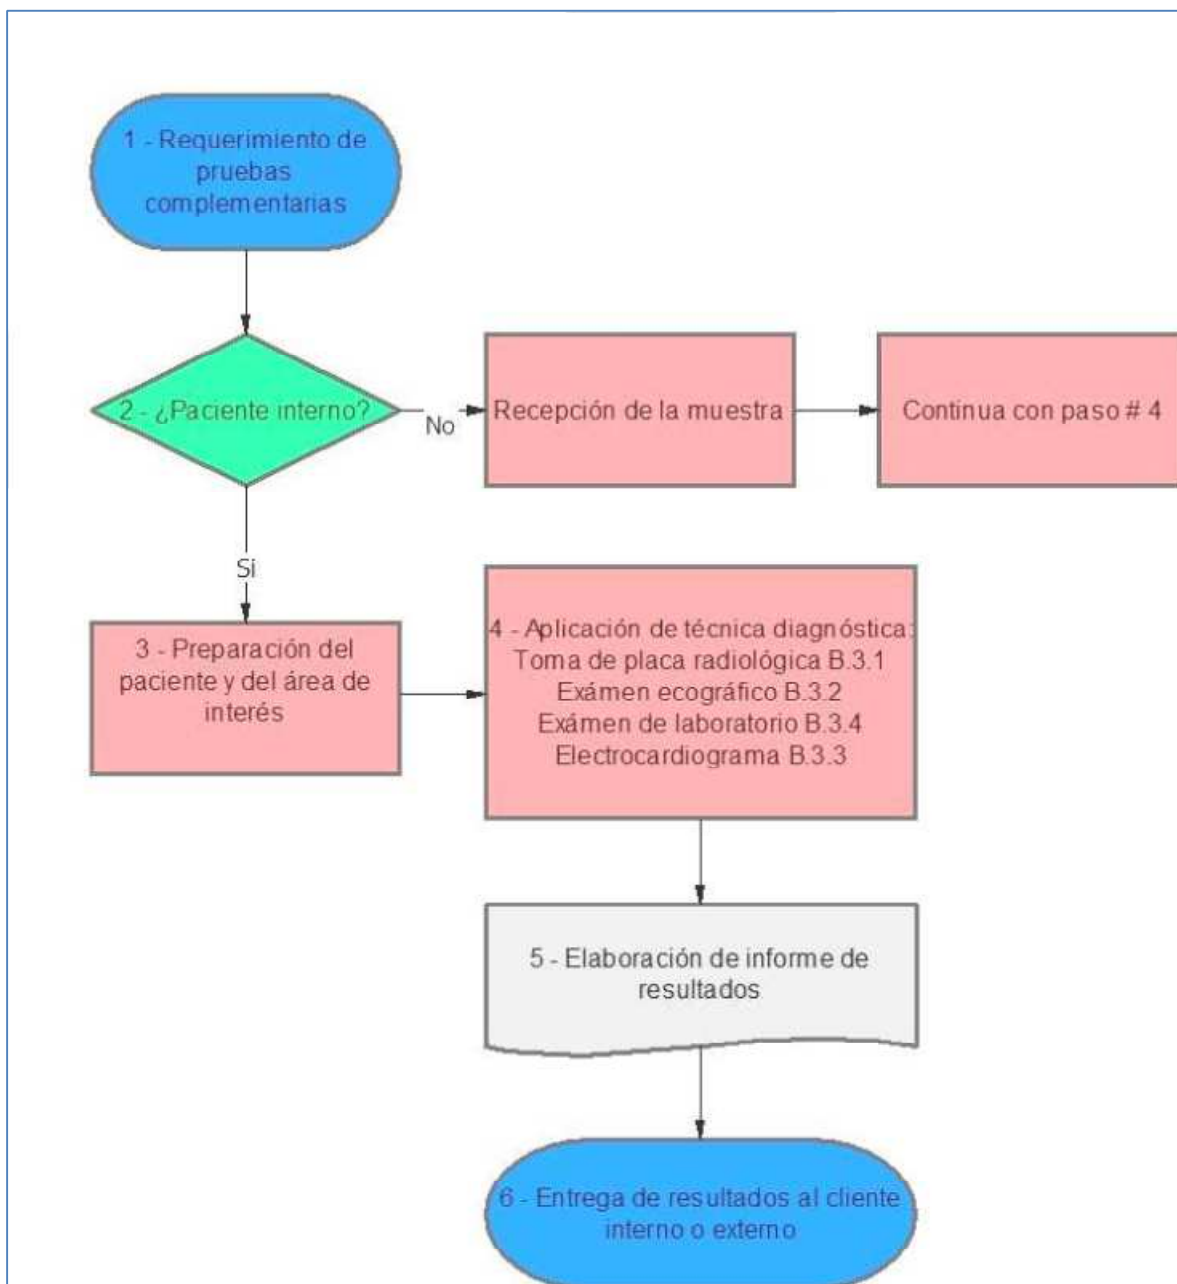 1 - Requerimiento de
pruebas
complementarias
2 - ¿Paciente interno?
No
Recepción de la muestra
Continua con paso # 4
Si
3 - Preparación del
paciente y del área de
interés
4 - Aplicación de técnica diagnóstica:
Toma de placa radiológica B.3.1
Exámen ecográfico B.3.2
Exámen de laboratorio B.3.4
Electrocardiograma B.3.3
5 - Elaboración de informe de
resultados
6 - Entrega de resultados al cliente
interno o externo